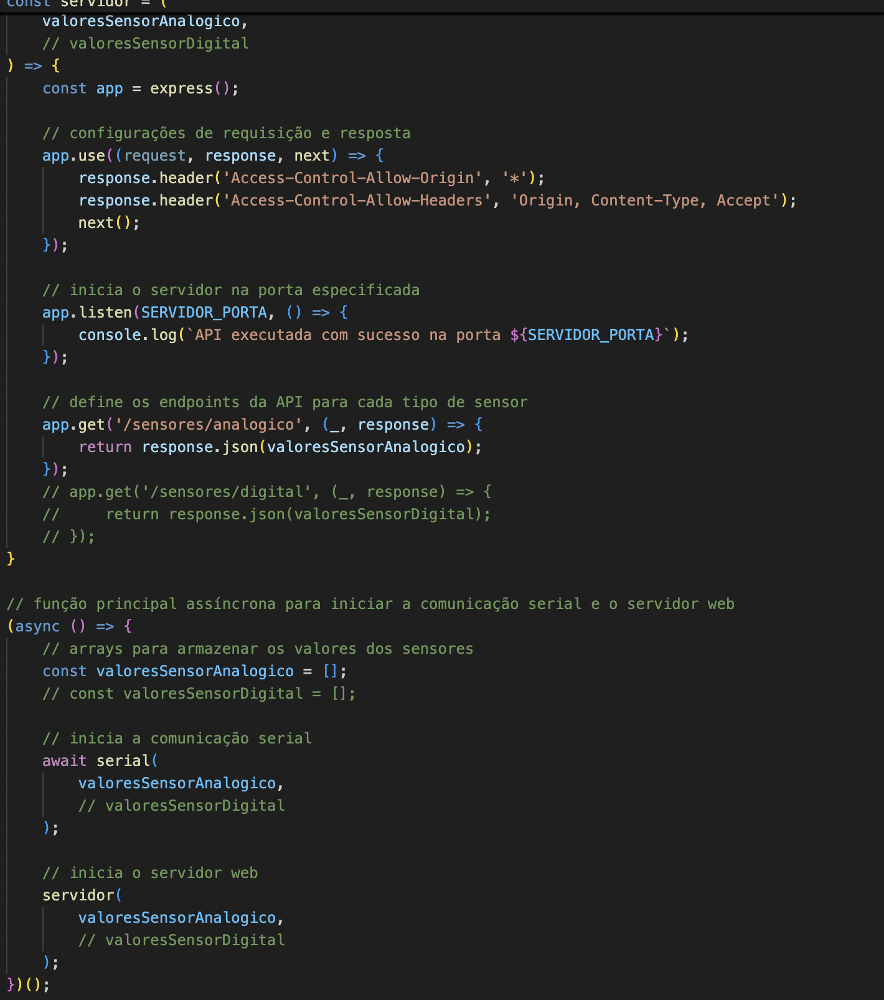 const servidor = (
    valoresSensorAnalogico,
    // valoresSensorDigital
) => {
    const app = express();

    // configurações de requisição e resposta
    app.use((request, response, next) => {
        response.header('Access-Control-Allow-Origin', '*');
        response.header('Access-Control-Allow-Headers', 'Origin, Content-Type, Accept');
        next();
    });

    // inicia o servidor na porta especificada
    app.listen(SERVIDOR_PORTA, () => {
        console.log(`API executada com sucesso na porta ${SERVIDOR_PORTA}`);
    });

    // define os endpoints da API para cada tipo de sensor
    app.get('/sensores/analogico', (_, response) => {
        return response.json(valoresSensorAnalogico);
    });
    // app.get('/sensores/digital', (_, response) => {
    //     return response.json(valoresSensorDigital);
    // });
}

// função principal assíncrona para iniciar a comunicação serial e o servidor web
(async () => {
    // arrays para armazenar os valores dos sensores
    const valoresSensorAnalogico = [];
    // const valoresSensorDigital = [];

    // inicia a comunicação serial
    await serial(
        valoresSensorAnalogico,
        // valoresSensorDigital
    );

    // inicia o servidor web
    servidor(
        valoresSensorAnalogico,
        // valoresSensorDigital
    );
})();